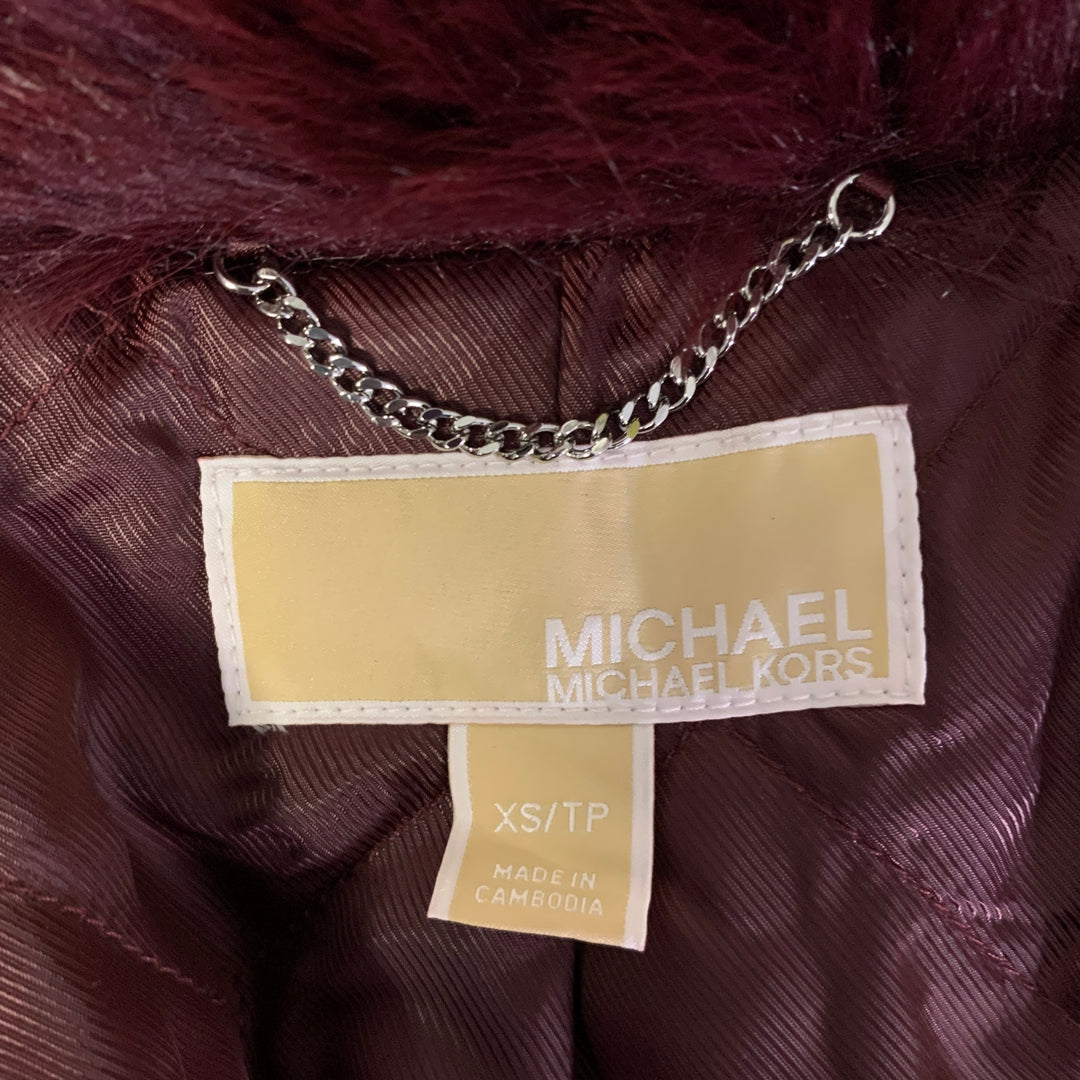 MICHAEL
MICHAEL KORS
XS/TP
MADE IN
CAMBODIA